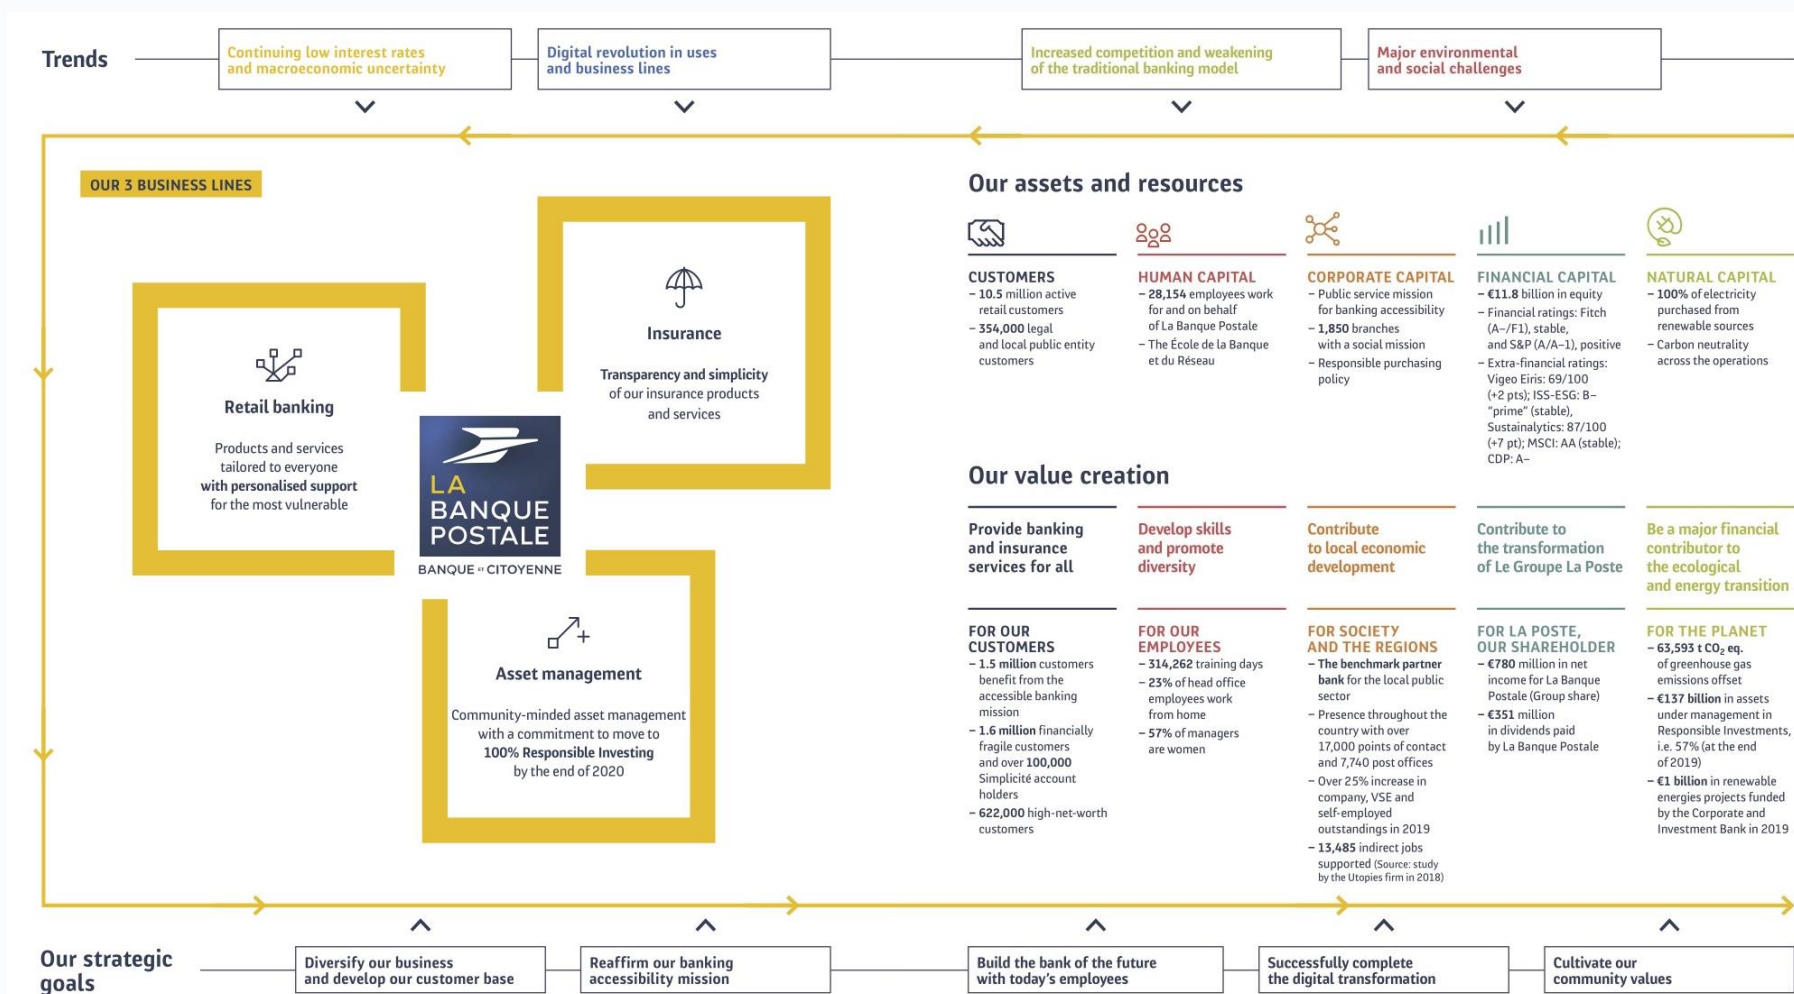 Trends
Continuing low interest rates
and macroeconomic uncertainty
Digital revolution in uses
and business lines
Increased competition and weakening
of the traditional banking model
Major environmental
and social challenges
OUR 3 BUSINESS LINES
Retail banking
Products and services
tailored to everyone
with personalised support
for the most vulnerable
Insurance
Transparency and simplicity
of our insurance products
and services
LA
BANQUE
POSTALE
BANQUE ET CITOYENNE
Asset management
Community-minded asset management
with a commitment to move to
100% Responsible Investing
by the end of 2020
Our assets and resources
CUSTOMERS
– 10.5 million active
retail customers
– 354,000 legal
and local public entity
customers
HUMAN CAPITAL
– 28,154 employees work
for and on behalf
of La Banque Postale
– The École de la Banque
et du Réseau
CORPORATE CAPITAL
– Public service mission
for banking accessibility
– 1,850 branches
with a social mission
– Responsible purchasing
policy
FINANCIAL CAPITAL
– €11.8 billion in equity
– Financial ratings: Fitch
(A–/F1), stable,
and S&P (A/A–1), positive
– Extra-financial ratings:
Vigeo Eiris: 69/100
(+2 pts); ISS-ESG: B–
“prime” (stable),
Sustainalytics: 87/100
(+7 pt); MSCI: AA (stable);
CDP: A–
NATURAL CAPITAL
– 100% of electricity
purchased from
renewable sources
– Carbon neutrality
across the operations
Our value creation
Provide banking
and insurance
services for all
Develop skills
and promote
diversity
Contribute
to local economic
development
Contribute to
the transformation
of Le Groupe La Poste
Be a major financial
contributor to
the ecological
and energy transition
FOR OUR
CUSTOMERS
– 1.5 million customers
benefit from the
accessible banking
mission
– 1.6 million financially
fragile customers
and over 100,000
Simplicité account
holders
– 622,000 high-net-worth
customers
FOR OUR
EMPLOYEES
– 314,262 training days
– 23% of head office
employees work
from home
– 57% of managers
are women
FOR SOCIETY
AND THE REGIONS
– The benchmark partner
bank for the local public
sector
– Presence throughout the
country with over
17,000 points of contact
and 7,740 post offices
– Over 25% increase in
company, VSE and
self-employed
outstandings in 2019
– 13,485 indirect jobs
supported (Source: study
by the Utopies firm in 2018)
FOR LA POSTE,
OUR SHAREHOLDER
– €780 million in net
income for La Banque
Postale (Group share)
– €351 million
in dividends paid
by La Banque Postale
FOR THE PLANET
– 63,593 t CO₂ eq.
of greenhouse gas
emissions offset
– €137 billion in assets
under management in
Responsible Investments,
i.e. 57% (at the end
of 2019)
– €1 billion in renewable
energies projects funded
by the Corporate and
Investment Bank in 2019
Our strategic
goals
Diversify our business
and develop our customer base
Reaffirm our banking
accessibility mission
Build the bank of the future
with today’s employees
Successfully complete
the digital transformation
Cultivate our
community values